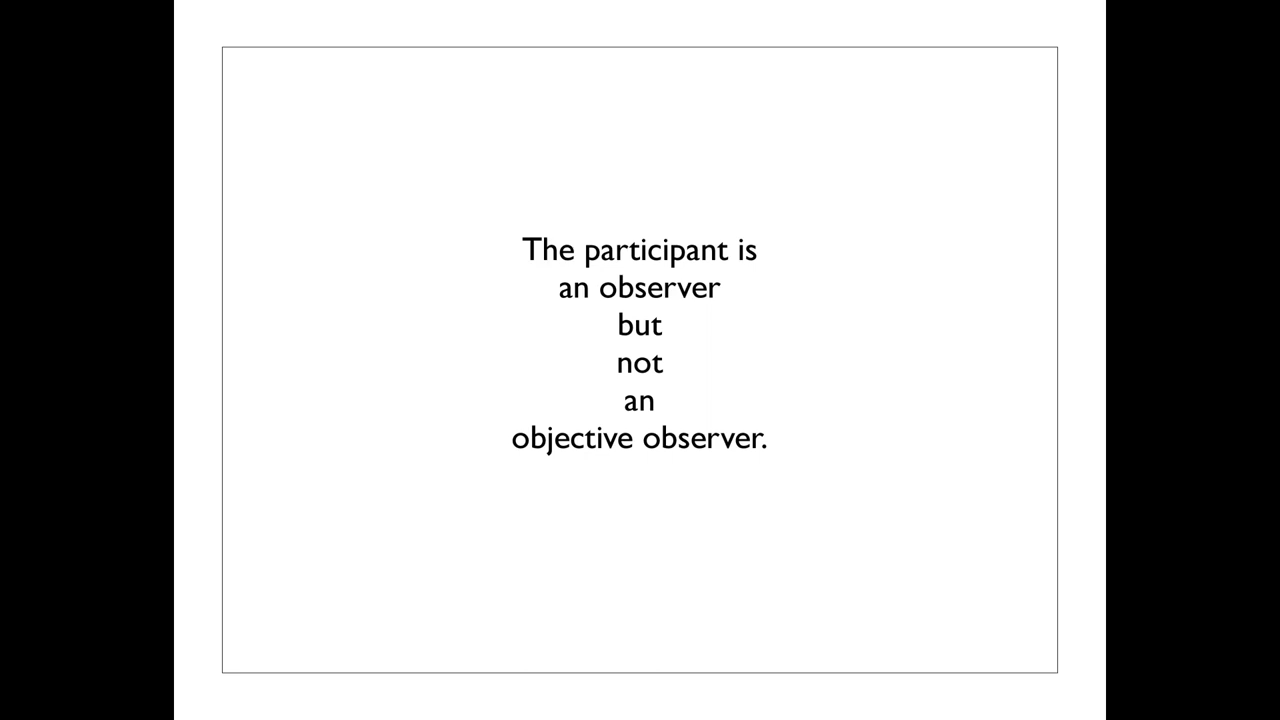 The participant is
an observer
but
not
an
objective observer.